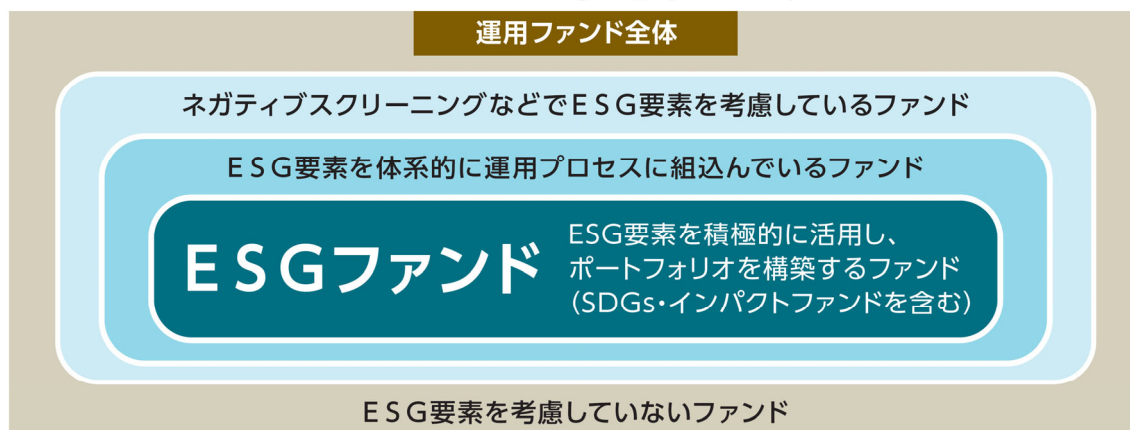 運用ファンド全体
ネガティブスクリーニングなどでESG要素を考慮しているファンド
ESG要素を体系的に運用プロセスに組込んでいるファンド
ESGファンド
ESG要素を積極的に活用し、
ポートフォリオを構築するファンド
(SDGs・インパクトファンドを含む)
ESG要素を考慮していないファンド